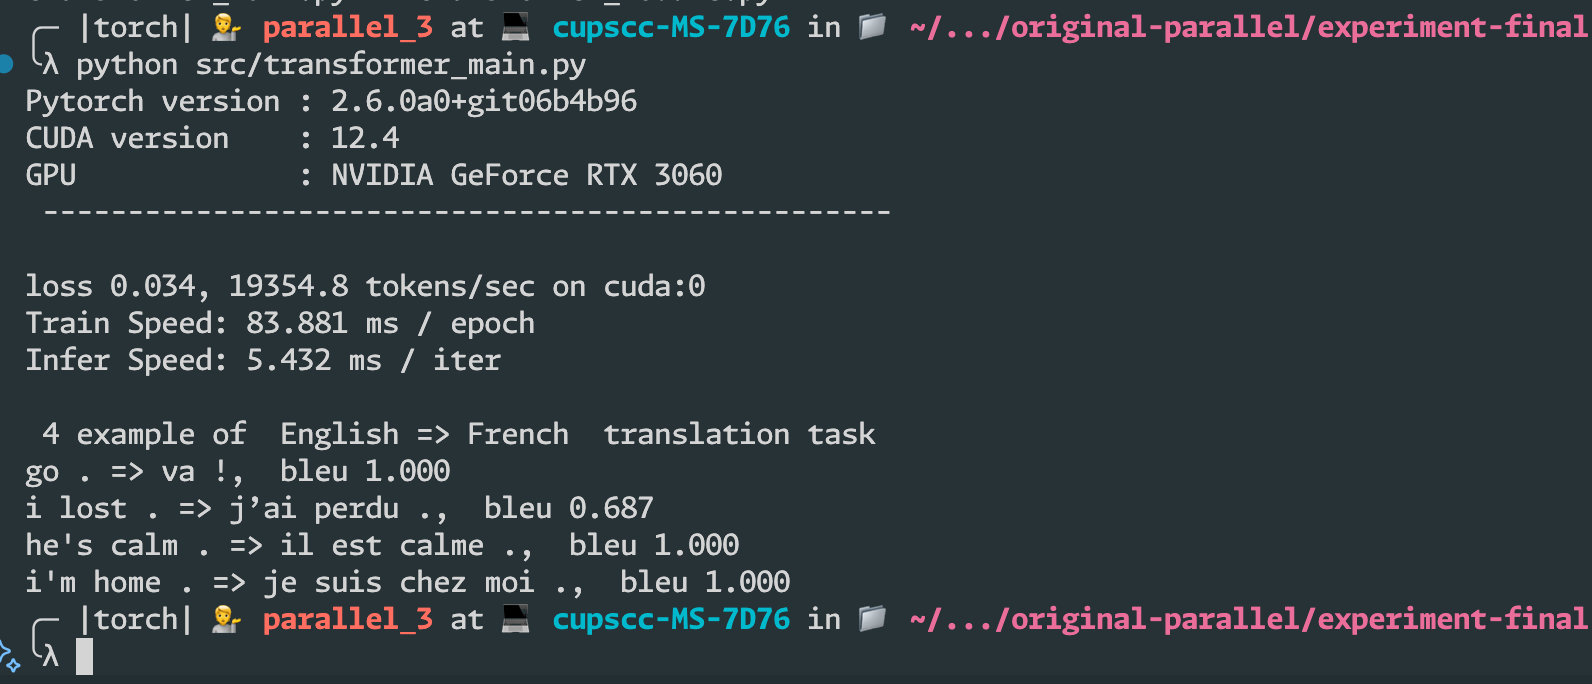 |torch| parallel_3 at cupscc-MS-7D76 in ~/.../original-parallel/experiment-final
λ python src/transformer_main.py
Pytorch version : 2.6.0a0+git06b4b96
CUDA version    : 12.4
GPU             : NVIDIA GeForce RTX 3060
--------------------------------------------------
loss 0.034, 19354.8 tokens/sec on cuda:0
Train Speed: 83.881 ms / epoch
Infer Speed: 5.432 ms / iter
4 example of  English => French  translation task
go . => va !,  bleu 1.000
i lost . => j’ai perdu .,  bleu 0.687
he's calm . => il est calme .,  bleu 1.000
i'm home . => je suis chez moi .,  bleu 1.000
|torch| parallel_3 at cupscc-MS-7D76 in ~/.../original-parallel/experiment-final
λ